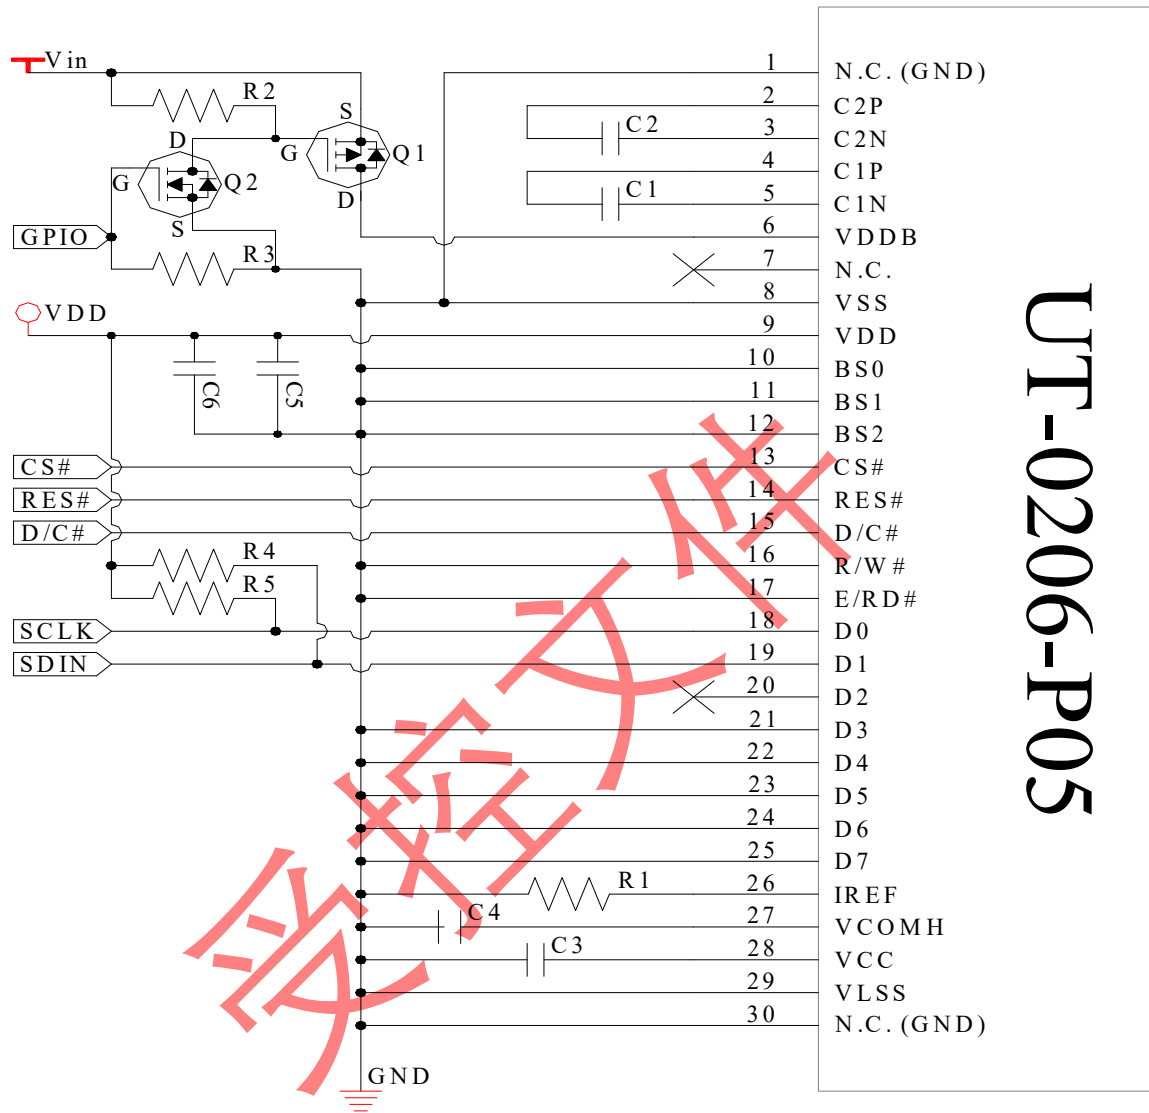 Vin
R2
S
G
Q1
D
D
G
Q2
S
GPIO
R3
VDD
C6
C5
CS#
RES#
D/C#
R4
R5
SCLK
SDIN
C2
C1
R1
C4
C3
GND
1 N.C. (GND)
2 C2P
3 C2N
4 C1P
5 C1N
6 VDDB
7 N.C.
8 VSS
9 VDD
10 BS0
11 BS1
12 BS2
13 CS#
14 RES#
15 D/C#
16 R/W#
17 E/RD#
18 D0
19 D1
20 D2
21 D3
22 D4
23 D5
24 D6
25 D7
26 IREF
27 VCOMH
28 VCC
29 VLSS
30 N.C. (GND)
UT-0206-P05
受控文件